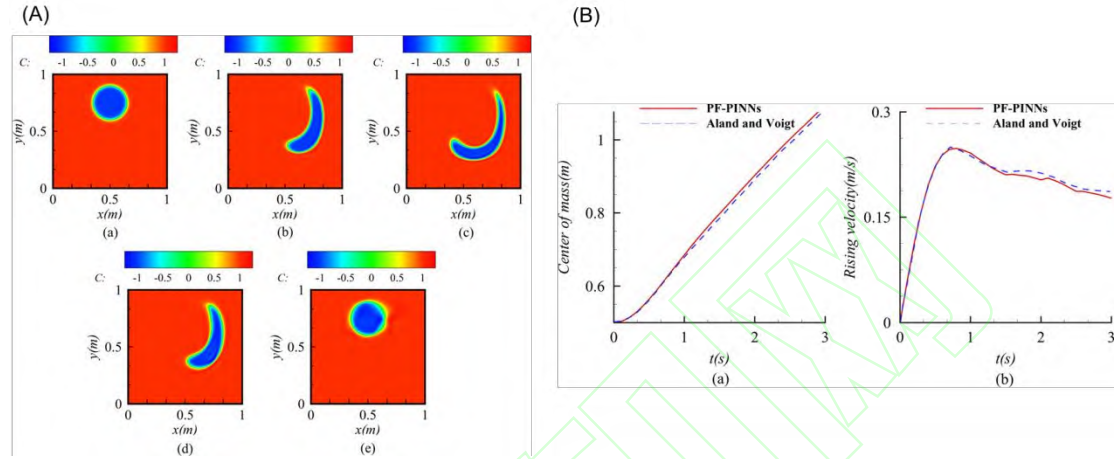 (A)
(B)
C: -1 -0.5 0 0.5 1
C: -1 -0.5 0 0.5 1
C: -1 -0.5 0 0.5 1
1 0.5 0 y(m)
0 0.5 1
x(m)
(a)
1 0.5 0 y(m)
0 0.5 1
x(m)
(b)
1 0.5 0 y(m)
0 0.5 1
x(m)
(c)
C: -1 -0.5 0 0.5 1
C: -1 -0.5 0 0.5 1
1 0.5 0 y(m)
0 0.5 1
x(m)
(d)
1 0.5 0 y(m)
0 0.5 1
x(m)
(e)
PF-PINNs
Aland and Voigt
Center of mass(m)
1
0.8
0.6
0 1 2 3
t(s)
(a)
PF-PINNs
Aland and Voigt
Rising velocity(m/s)
0.3
0.15
0 1 2 3
t(s)
(b)